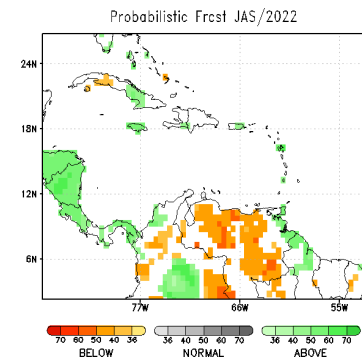 Probabilistic Frcst JAS/2022
24N
18N
12N
6N
77W 66W 55W
70 60 50 40 36 36 40 50 60 70 36 40 50 60 70
BELOW NORMAL ABOVE